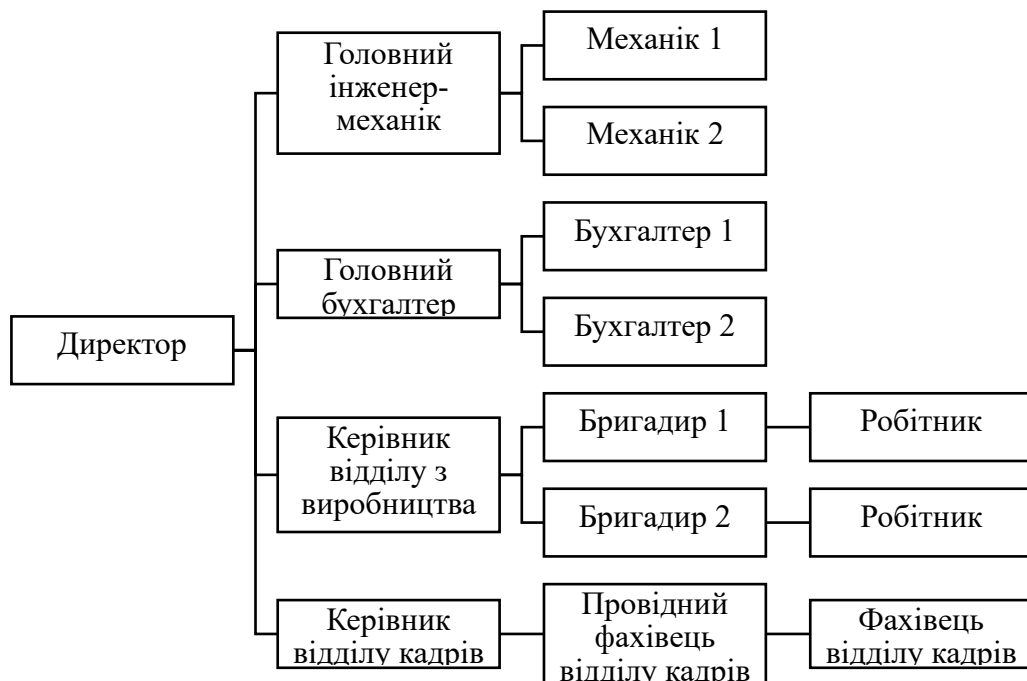 Директор
Головний
інженер-
механік
Механік 1
Механік 2
Головний
бухгалтер
Бухгалтер 1
Бухгалтер 2
Керівник
відділу з
виробництва
Бригадир 1
Робітник
Бригадир 2
Робітник
Керівник
відділу кадрів
Провідний
фахівець
відділу кадрів
Фахівець
відділу кадрів